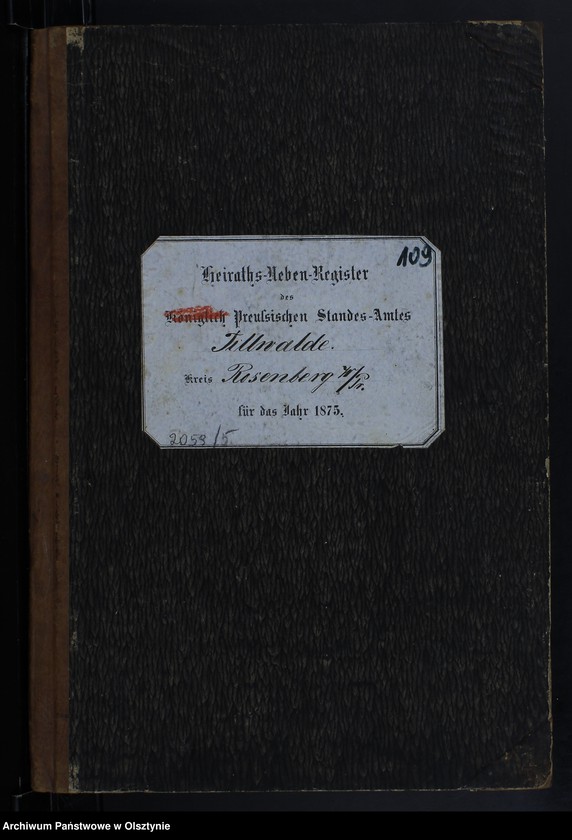 109
Heiraths-Neben-Register
des
Königlich Preußischen Standes-Amtes
Tillwalde.
Kreis Rosenberg W/Pr.
für das Jahr 1875.
2059/5
Archiwum Państwowe w Olsztynie